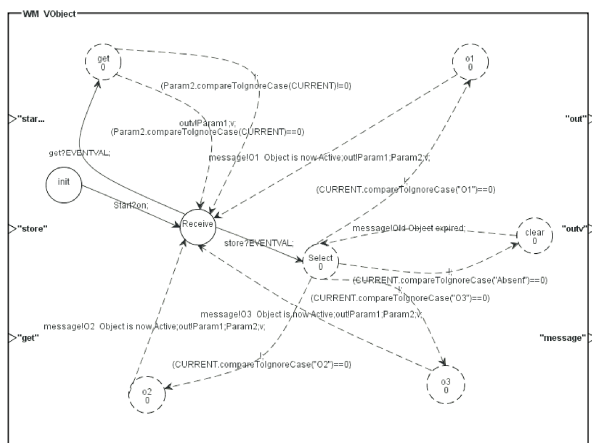 WM_VObject
get
0
o1
0
(Param2.compareToIgnoreCase(CURRENT)!=0)
"star...
"out"
out!Param1;v;
(Param2.compareToIgnoreCase(CURRENT)==0)
get?EVENTVAL;
message!O1 Object is now Active;out!Param1;Param2;v;
init
(CURRENT.compareToIgnoreCase("O1")==0)
Start?on;
"store"
Receive
message!Old Object expired;
clear
0
"outv"
store?EVENTVAL;
Select
0
(CURRENT.compareToIgnoreCase("Absent")==0)
(CURRENT.compareToIgnoreCase("O3")==0)
message!O3 Object is now Active;out!Param1;Param2;v;
message!O2 Object is now Active;out!Param1;Param2;v;
"get"
"message"
(CURRENT.compareToIgnoreCase("O2")==0)
o2
0
o3
0